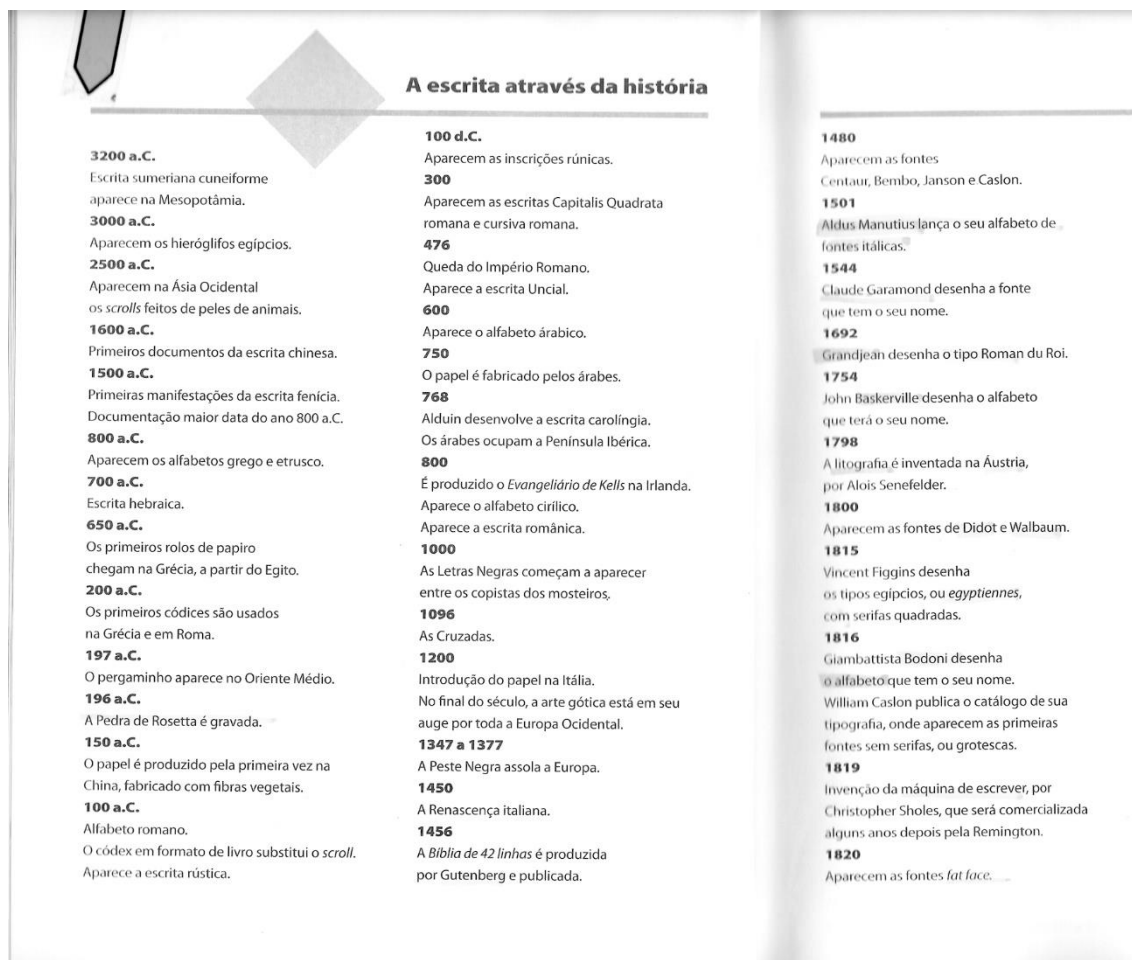 A escrita através da história
3200 a.C.
Escrita sumeriana cuneiforme
aparece na Mesopotâmia.
3000 a.C.
Aparecem os hieróglifos egípcios.
2500 a.C.
Aparecem na Ásia Ocidental
os scrolls feitos de peles de animais.
1600 a.C.
Primeiros documentos da escrita chinesa.
1500 a.C.
Primeiras manifestações da escrita fenícia.
Documentação maior data do ano 800 a.C.
800 a.C.
Aparecem os alfabetos grego e etrusco.
700 a.C.
Escrita hebraica.
650 a.C.
Os primeiros rolos de papiro
chegam na Grécia, a partir do Egito.
200 a.C.
Os primeiros códices são usados
na Grécia e em Roma.
197 a.C.
O pergaminho aparece no Oriente Médio.
196 a.C.
A Pedra de Rosetta é gravada.
150 a.C.
O papel é produzido pela primeira vez na
China, fabricado com fibras vegetais.
100 a.C.
Alfabeto romano.
O códex em formato de livro substitui o scroll.
Aparece a escrita rústica.
100 d.C.
Aparecem as inscrições rúnicas.
300
Aparecem as escritas Capitalis Quadrata
romana e cursiva romana.
476
Queda do Império Romano.
Aparece a escrita Uncial.
600
Aparece o alfabeto árabico.
750
O papel é fabricado pelos árabes.
768
Alduin desenvolve a escrita carolíngia.
Os árabes ocupam a Península Ibérica.
800
É produzido o Evangeliário de Kells na Irlanda.
Aparece o alfabeto cirílico.
Aparece a escrita românica.
1000
As Letras Negras começam a aparecer
entre os copistas dos mosteiros.
1096
As Cruzadas.
1200
Introdução do papel na Itália.
No final do século, a arte gótica está em seu
auge por toda a Europa Ocidental.
1347 a 1377
A Peste Negra assola a Europa.
1450
A Renascença italiana.
1456
A Bíblia de 42 linhas é produzida
por Gutenberg e publicada.
1480
Aparecem as fontes
Centaur, Bembo, Janson e Caslon.
1501
Aldus Manutius lança o seu alfabeto de
fontes itálicas.
1544
Claude Garamond desenha a fonte
que tem o seu nome.
1692
Grandjean desenha o tipo Roman du Roi.
1754
John Baskerville desenha o alfabeto
que terá o seu nome.
1798
A litografia é inventada na Áustria,
por Alois Senefelder.
1800
Aparecem as fontes de Didot e Walbaum.
1815
Vincent Figgins desenha
os tipos egípcios, ou egyptiennes,
com serifas quadradas.
1816
Giambattista Bodoni desenha
o alfabeto que tem o seu nome.
William Caslon publica o catálogo de sua
tipografia, onde aparecem as primeiras
fontes sem serifas, ou grotescas.
1819
Invenção da máquina de escrever, por
Christopher Sholes, que será comercializada
alguns anos depois pela Remington.
1820
Aparecem as fontes fat face.